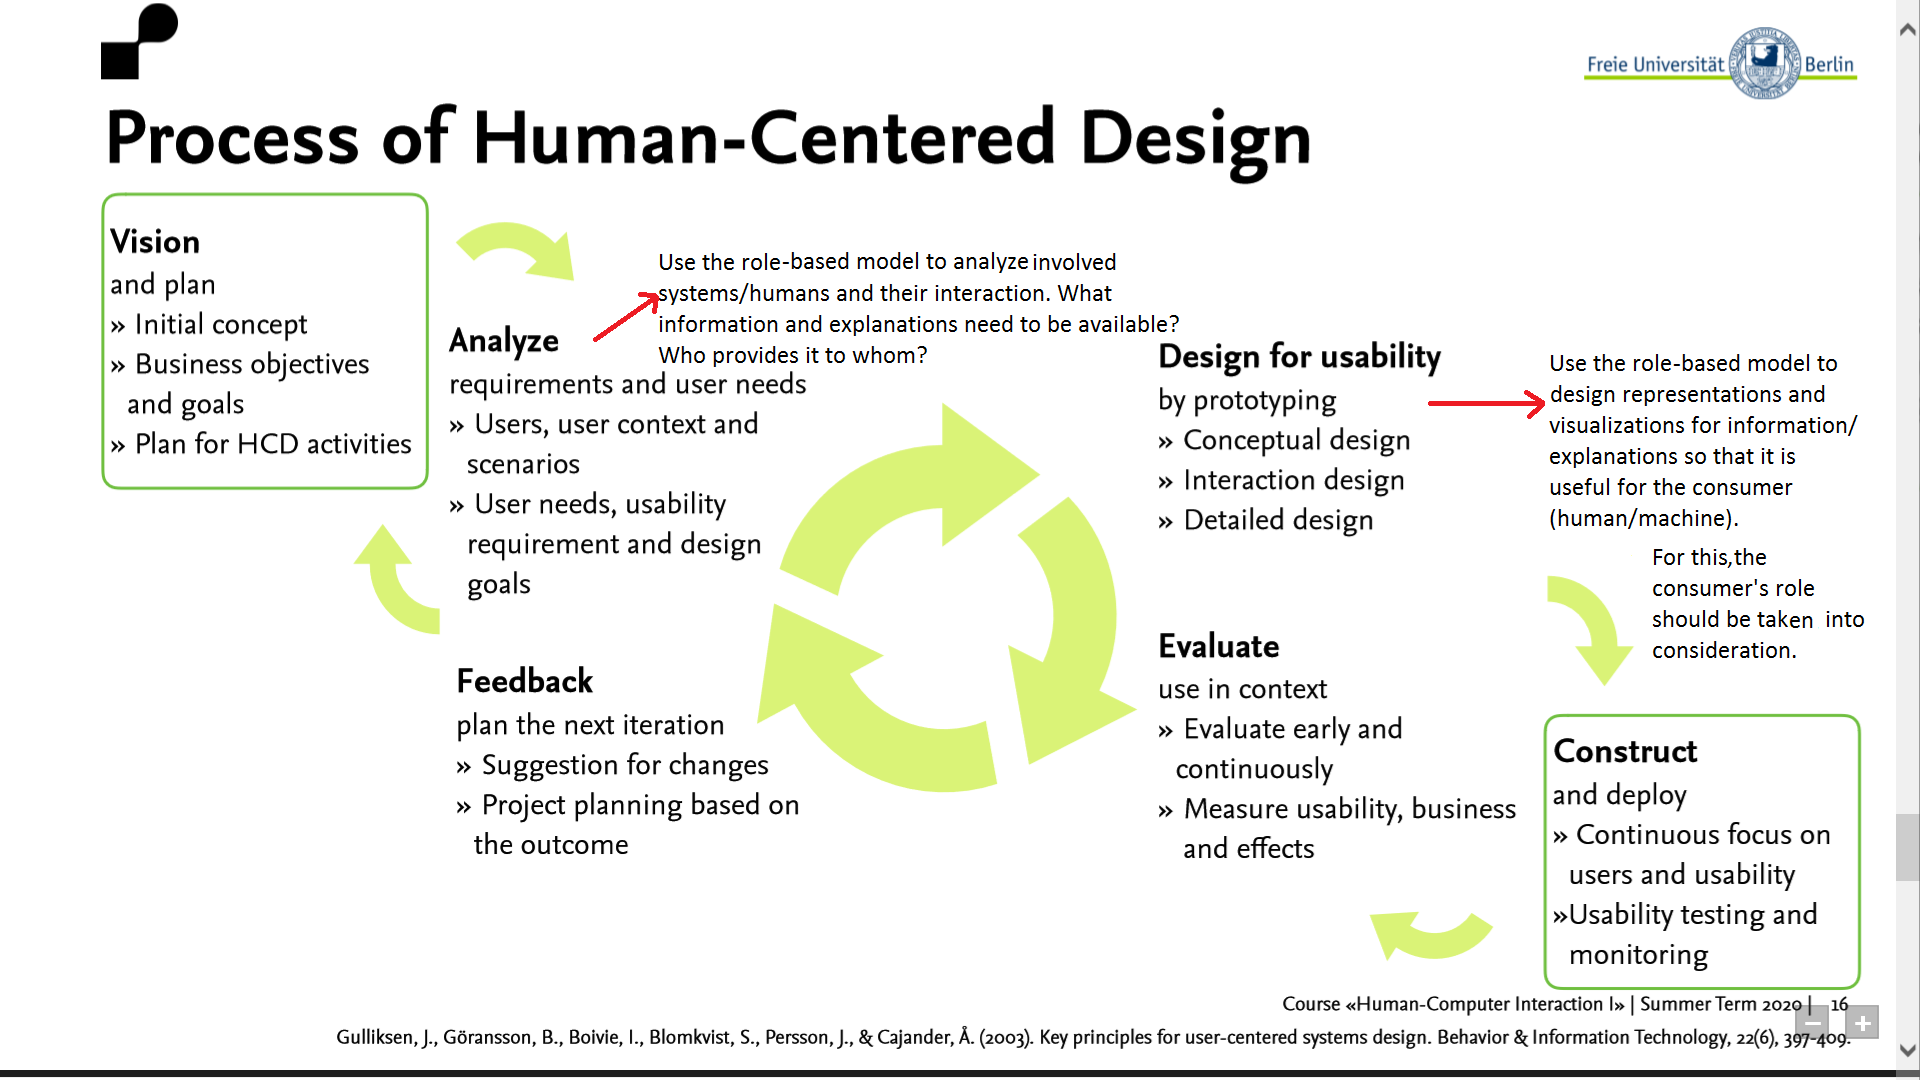 Freie Universität Berlin
Process of Human-Centered Design
Vision
and plan
» Initial concept
» Business objectives
and goals
» Plan for HCD activities
Use the role-based model to analyze involved
systems/humans and their interaction. What
information and explanations need to be available?
Who provides it to whom?
Analyze
requirements and user needs
» Users, user context and
scenarios
» User needs, usability
requirement and design
goals
Design for usability
by prototyping
» Conceptual design
» Interaction design
» Detailed design
Use the role-based model to
design representations and
visualizations for information/
explanations so that it is
useful for the consumer
(human/machine).
For this,the
consumer's role
should be taken into
consideration.
Feedback
plan the next iteration
» Suggestion for changes
» Project planning based on
the outcome
Evaluate
use in context
» Evaluate early and
continuously
» Measure usability, business
and effects
Construct
and deploy
» Continuous focus on
users and usability
»Usability testing and
monitoring
Course «Human-Computer Interaction I» | Summer Term 2020 | 16
Gulliksen, J., Göransson, B., Boivie, I., Blomkvist, S., Persson, J., & Cajander, Å. (2003). Key principles for user-centered systems design. Behavior & Information Technology, 22(6), 397-409.